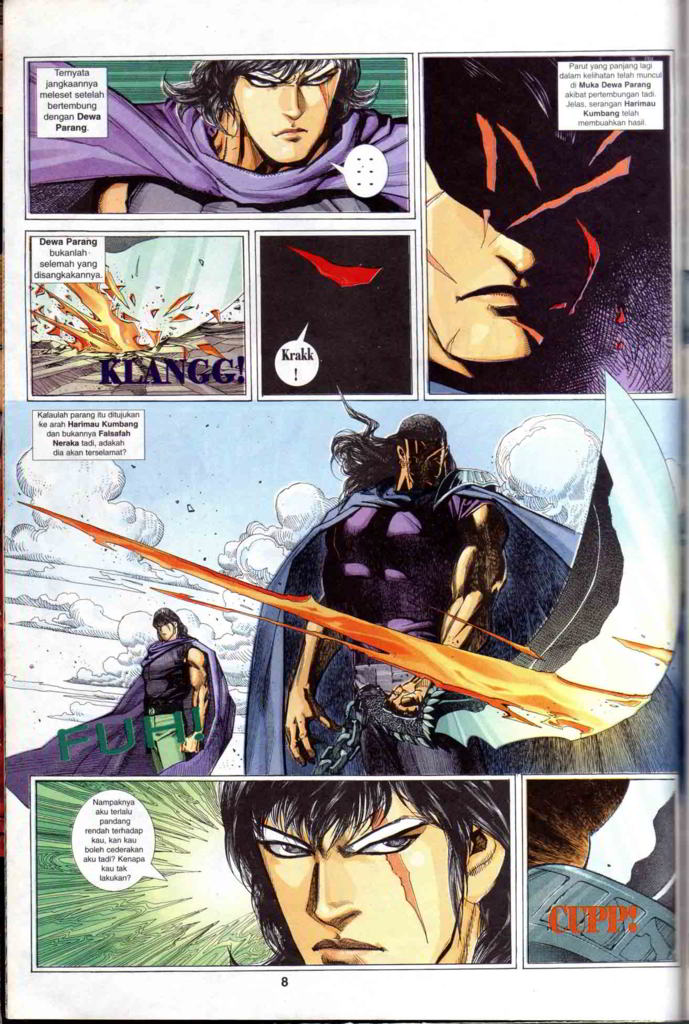 Ternyata
jangkaannya
meleset setelah
bertembung
dengan Dewa
Parang.
Parut yang panjang lagi
dalam kelihatan telah muncul
di Muka Dewa Parang
akibat pertembungan tadi.
Jelas, serangan Harimau
Kumbang telah
membuahkan hasil.
Dewa Parang
bukanlah
selemah yang
disangkakannya.
KLANGG!
Krakk
!
Kalaulah parang itu ditujukan
ke arah Harimau Kumbang
dan bukannya Falsafah
Neraka tadi, adakah
dia akan terselamat?
FUH!
Nampaknya
aku terlalu
pandang
rendah terhadap
kau, kan kau
boleh cederakan
aku tadi? Kenapa
kau tak
lakukan?
CUPP!
8